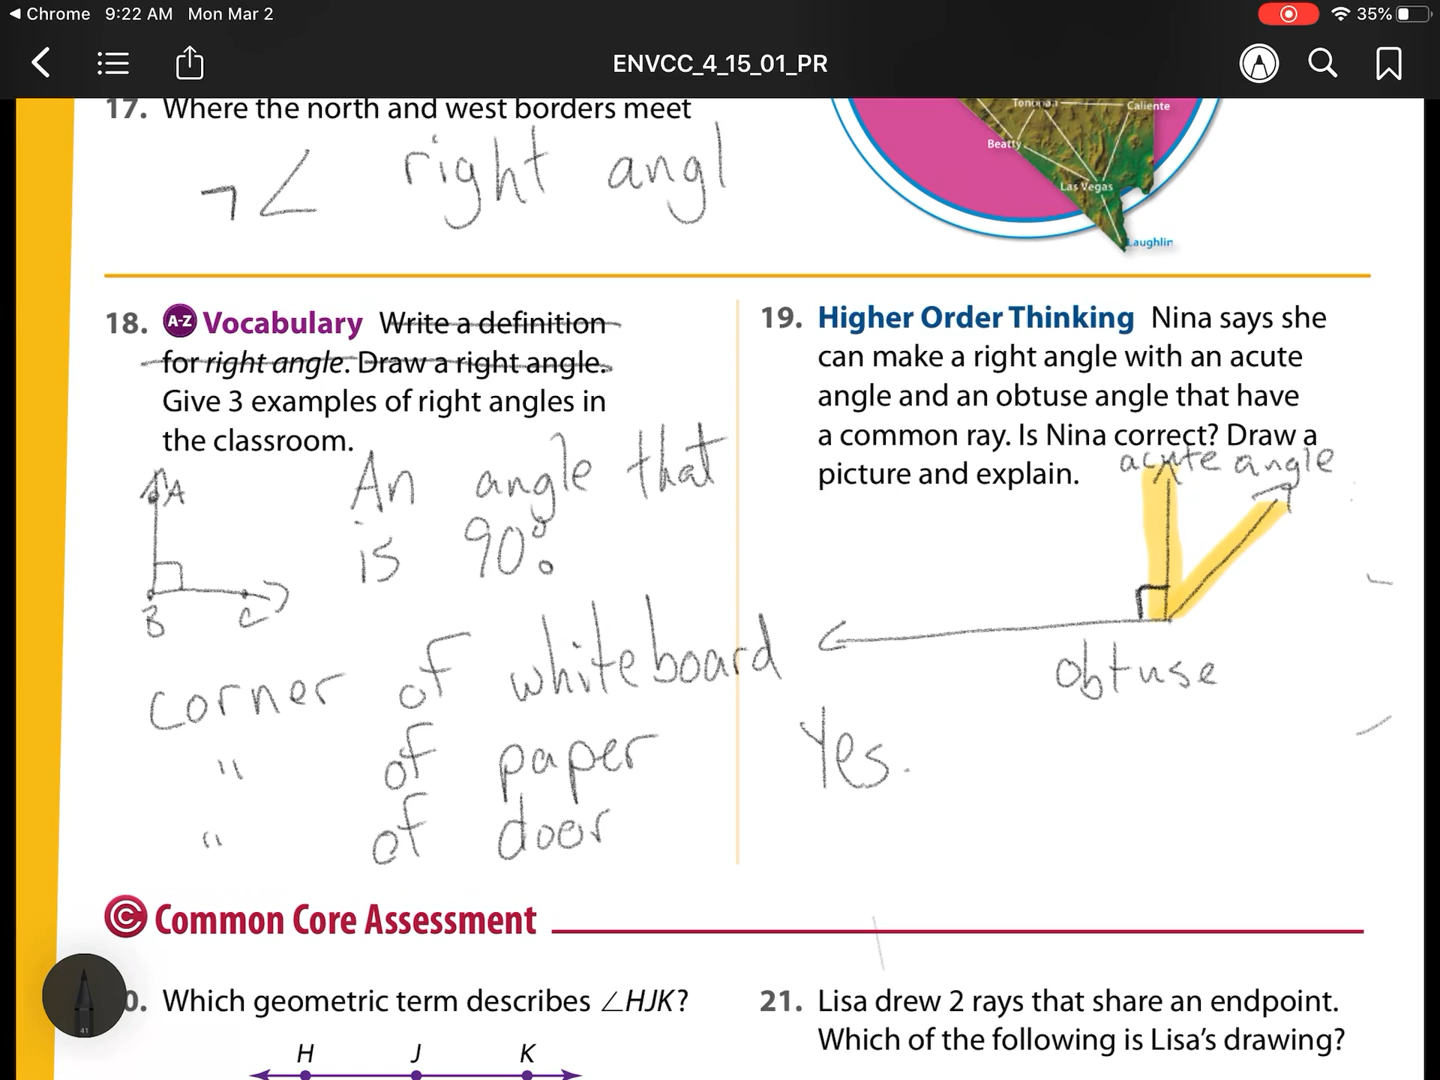 Chrome 9:22 AM Mon Mar 2
35%
ENVCC_4_15_01_PR
17. Where the north and west borders meet
right angl
Tonopah
Caliente
Beatty
Las Vegas
Laughlin
18. A-Z Vocabulary Write a definition
for right angle. Draw a right angle.
Give 3 examples of right angles in
the classroom.
A
B
C
An angle that
is 90°.
corner of whiteboard
" of paper
" of door
19. Higher Order Thinking Nina says she
can make a right angle with an acute
angle and an obtuse angle that have
a common ray. Is Nina correct? Draw a
picture and explain.
acute angle
obtuse
Yes.
Common Core Assessment
41
0. Which geometric term describes ∠HJK?
H J K
21. Lisa drew 2 rays that share an endpoint.
Which of the following is Lisa's drawing?